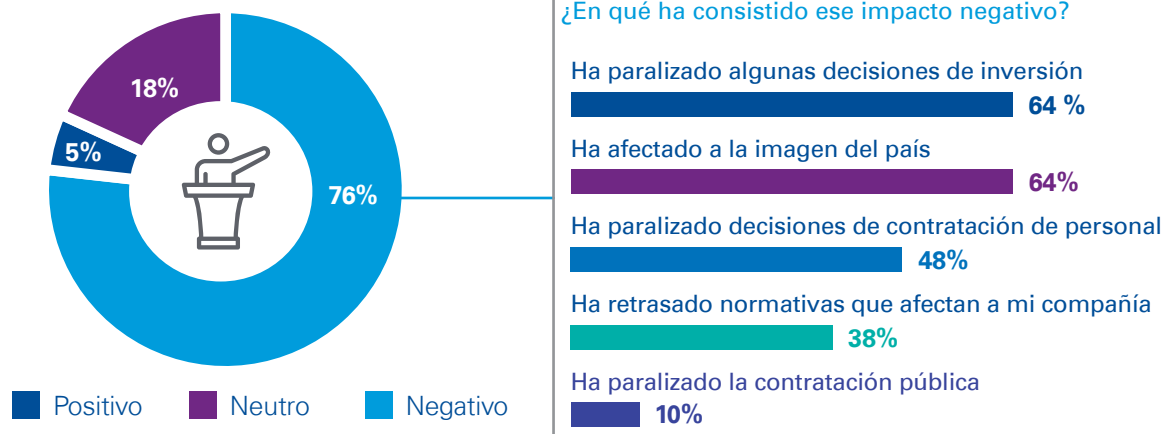 18%
5%
76%
Positivo
Neutro
Negativo
¿En qué ha consistido ese impacto negativo?
Ha paralizado algunas decisiones de inversión
64 %
Ha afectado a la imagen del país
64%
Ha paralizado decisiones de contratación de personal
48%
Ha retrasado normativas que afectan a mi compañía
38%
Ha paralizado la contratación pública
10%